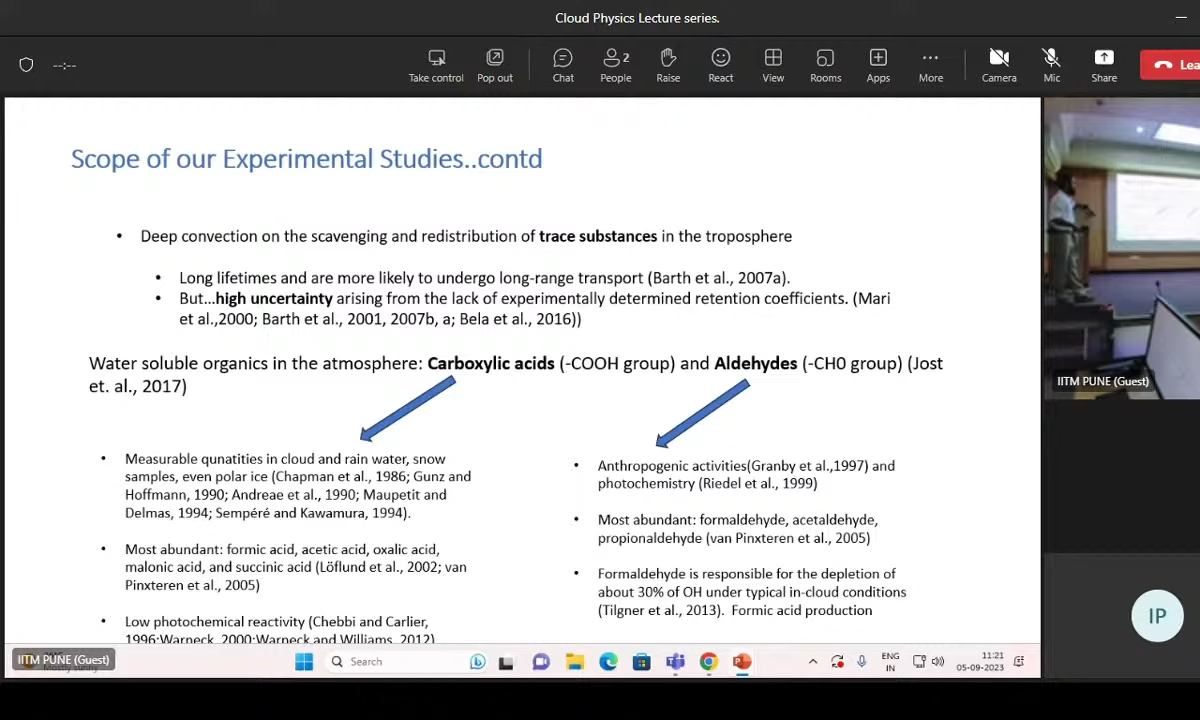 Cloud Physics Lecture series.
--:--
Take control
Pop out
Chat
People
2
Raise
React
View
Rooms
Apps
More
Camera
Mic
Share
Lea
Scope of our Experimental Studies..contd
• Deep convection on the scavenging and redistribution of trace substances in the troposphere
• Long lifetimes and are more likely to undergo long-range transport (Barth et al., 2007a).
• But...high uncertainty arising from the lack of experimentally determined retention coefficients. (Mari
et al.,2000; Barth et al., 2001, 2007b, a; Bela et al., 2016))
Water soluble organics in the atmosphere: Carboxylic acids (-COOH group) and Aldehydes (-CH0 group) (Jost
et. al., 2017)
• Measurable qunatities in cloud and rain water, snow
samples, even polar ice (Chapman et al., 1986; Gunz and
Hoffmann, 1990; Andreae et al., 1990; Maupetit and
Delmas, 1994; Sempéré and Kawamura, 1994).
• Most abundant: formic acid, acetic acid, oxalic acid,
malonic acid, and succinic acid (Löflund et al., 2002; van
Pinxteren et al., 2005)
• Low photochemical reactivity (Chebbi and Carlier,
1996;Warneck, 2000;Warneck and Williams, 2012)
• Anthropogenic activities(Granby et al.,1997) and
photochemistry (Riedel et al., 1999)
• Most abundant: formaldehyde, acetaldehyde,
propionaldehyde (van Pinxteren et al., 2005)
• Formaldehyde is responsible for the depletion of
about 30% of OH under typical in-cloud conditions
(Tilgner et al., 2013). Formic acid production
IITM PUNE (Guest)
IP
IITM PUNE (Guest)
Search
ENG
IN
11:21
05-09-2023